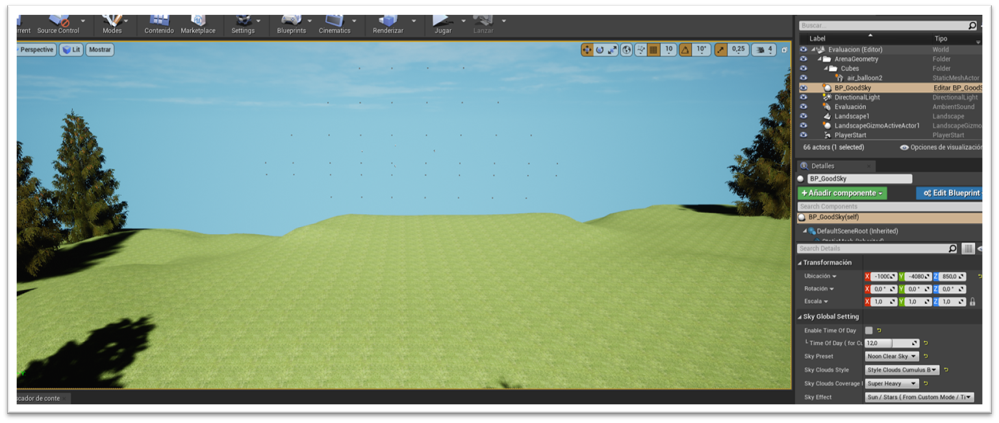 rrent Source Control Modes Contenido Marketplace Settings Blueprints Cinematics Renderizar Jugar Lanzar
Perspective Lit Mostrar 10 10° 0,25 4
Buscar...
Label Tipo
Evaluacion (Editor) World
ArenaGeometry Folder
Cubes Folder
air_balloon2 StaticMeshActor
BP_GoodSky Editar BP_GoodS
DirectionalLight DirectionalLight
Evaluación AmbientSound
Landscape1 Landscape
LandscapeGizmoActiveActor1 LandscapeGizmo
PlayerStart PlayerStart
66 actors (1 selected) Opciones de visualización
Detalles
BP_GoodSky
+Añadir componente Edit Blueprint
Search Components
BP_GoodSky(self)
DefaultSceneRoot (Inherited)
StaticMesh (Inherited)
Search Details
Transformación
Ubicación X -1000 Y -4080 Z 850,0
Rotación X 0,0 ° Y 0,0 ° Z 0,0 °
Escala X 1,0 Y 1,0 Z 1,0
Sky Global Setting
Enable Time Of Day
Time Of Day ( for Cu 12,0
Sky Preset Noon Clear Sky
Sky Clouds Style Style Clouds Cumulus B
Sky Clouds Coverage Super Heavy
Sky Effect Sun / Stars ( From Custom Mode / Ti
scador de conte